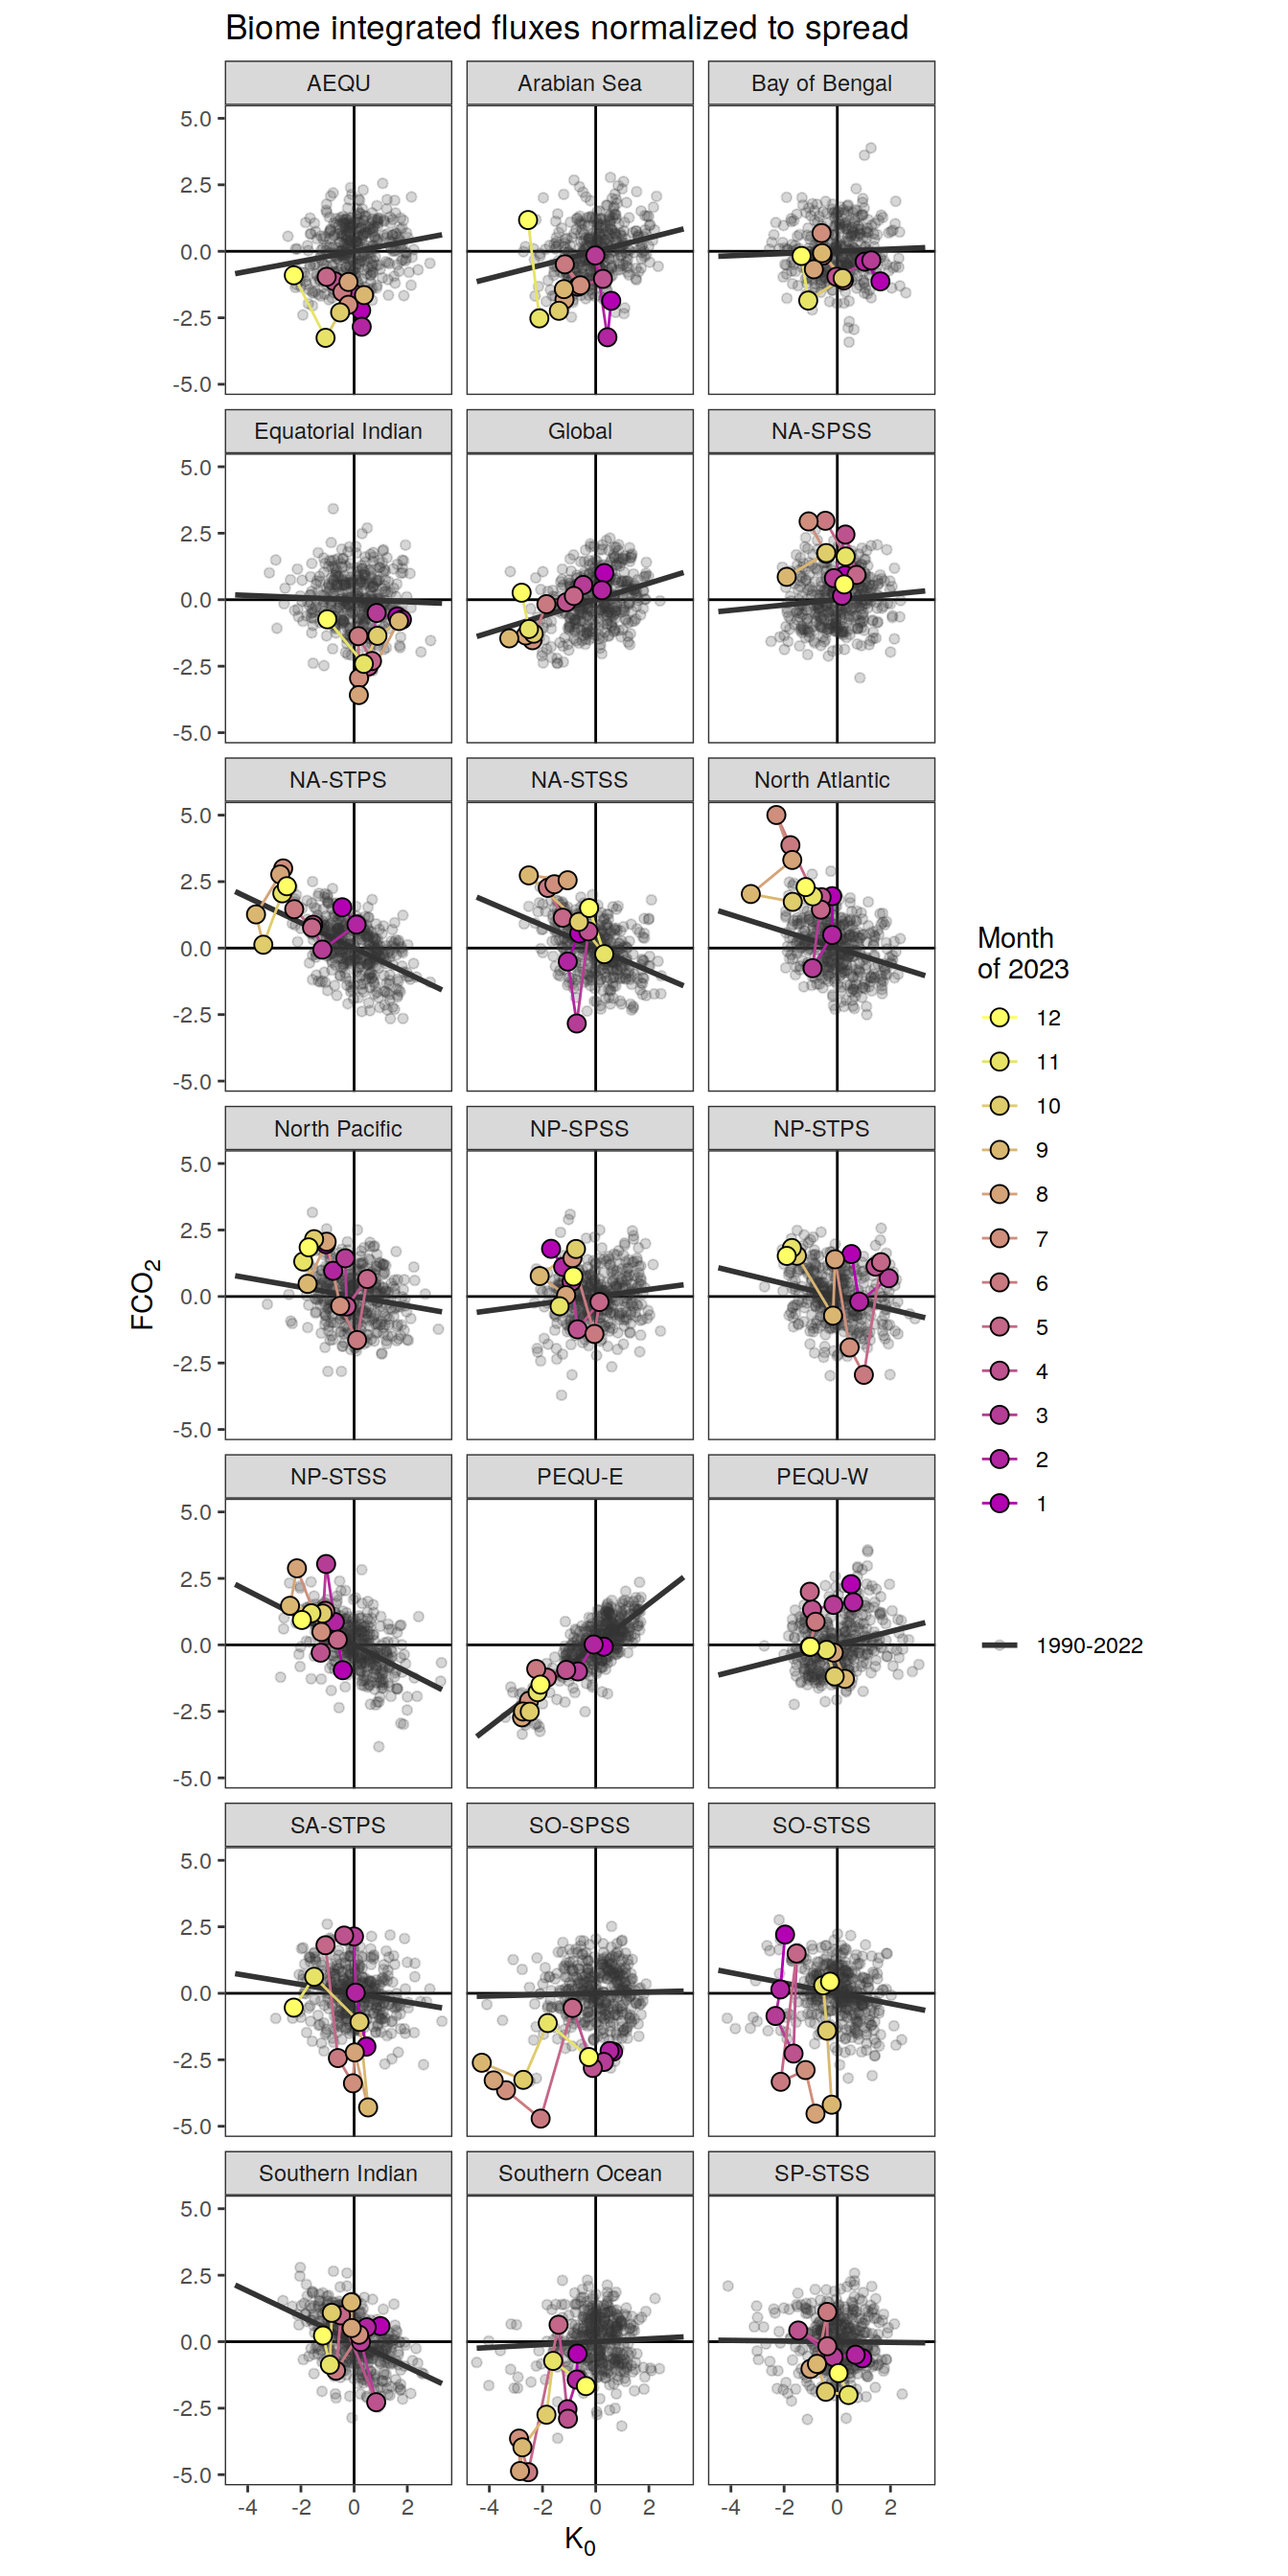 Biome integrated fluxes normalized to spread
AEQU
Arabian Sea
Bay of Bengal
5.0
2.5
0.0
-2.5
-5.0
Equatorial Indian
Global
NA-SPSS
5.0
2.5
0.0
-2.5
-5.0
NA-STPS
NA-STSS
North Atlantic
5.0
2.5
0.0
-2.5
-5.0
North Pacific
NP-SPSS
NP-STPS
5.0
2.5
0.0
-2.5
-5.0
NP-STSS
PEQU-E
PEQU-W
5.0
2.5
0.0
-2.5
-5.0
SA-STPS
SO-SPSS
SO-STSS
5.0
2.5
0.0
-2.5
-5.0
Southern Indian
Southern Ocean
SP-STSS
5.0
2.5
0.0
-2.5
-5.0
-4 -2 0 2
-4 -2 0 2
-4 -2 0 2
K₀
FCO₂
Month
of 2023
12
11
10
9
8
7
6
5
4
3
2
1
1990-2022